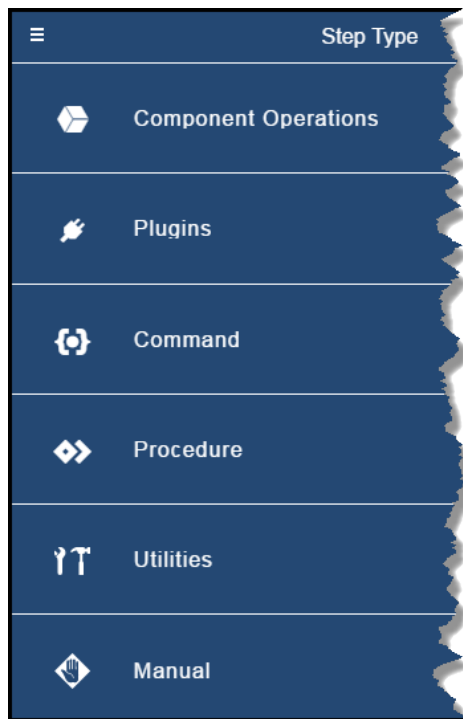 Step Type
Component Operations
Plugins
Command
Procedure
Utilities
Manual